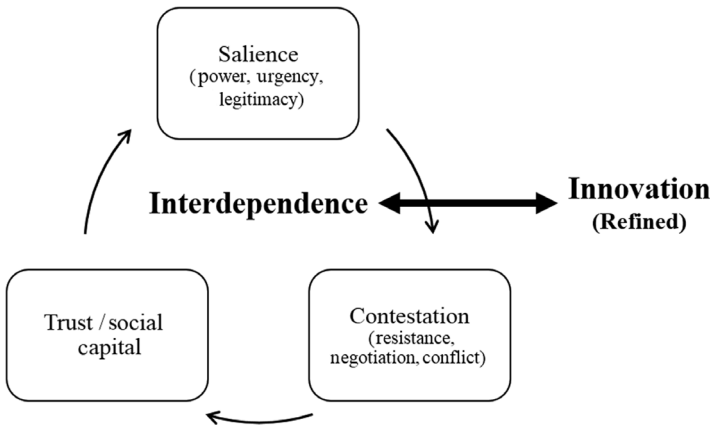 Salience
(power, urgency,
legitimacy)
Interdependence
Innovation
(Refined)
Trust / social
capital
Contestation
(resistance,
negotiation, conflict)